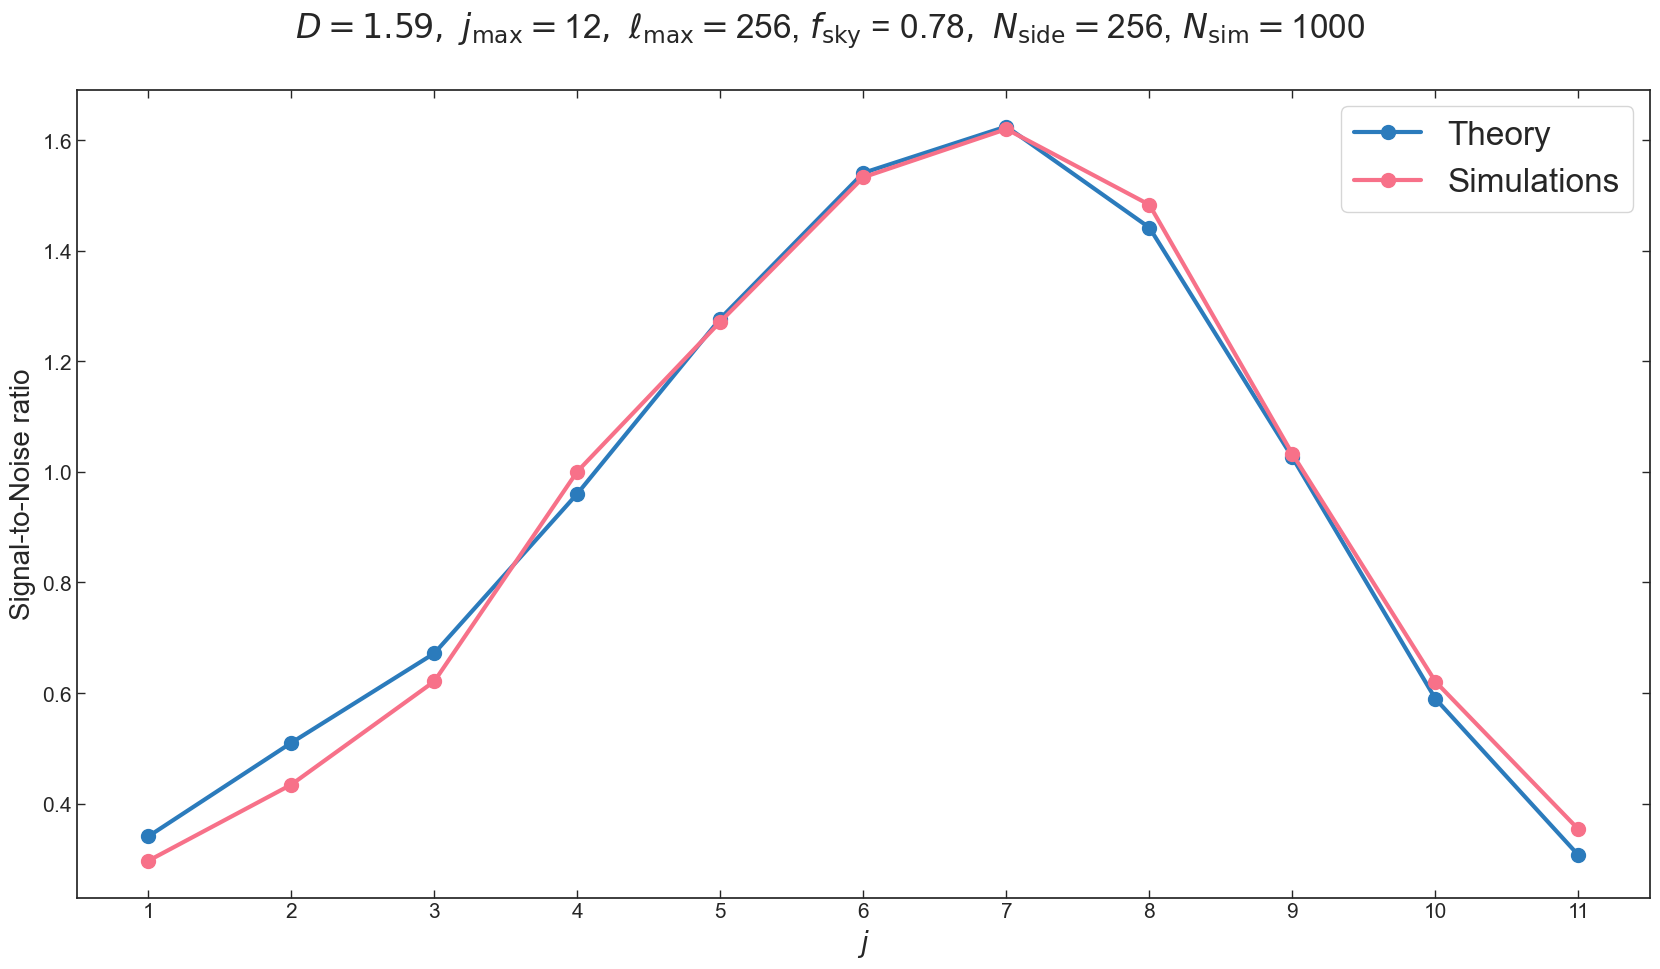 D = 1.59, j_max = 12, ℓ_max = 256, f_sky = 0.78, N_side = 256, N_sim = 1000
Theory
Simulations
Signal-to-Noise ratio
1.6
1.4
1.2
1.0
0.8
0.6
0.4
1 2 3 4 5 6 7 8 9 10 11
j